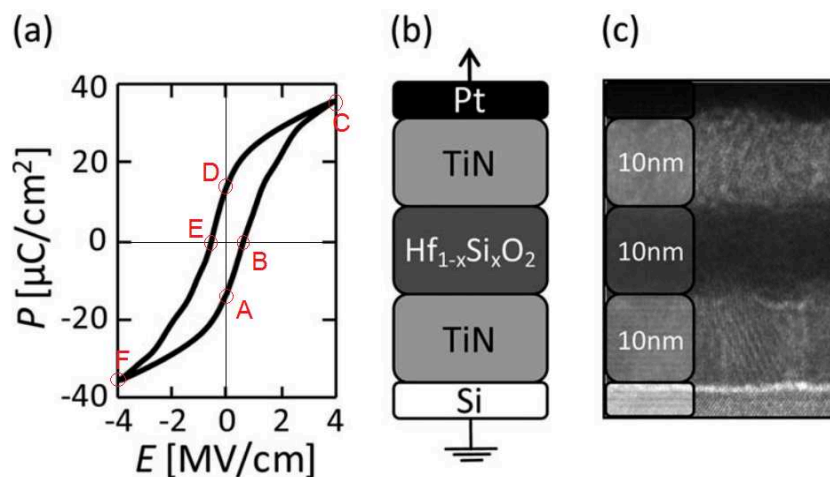 (a)
40
20
0
-20
-40
P [μC/cm²]
-4 -2 0 2 4
E [MV/cm]
A
B
C
D
E
F
(b)
Pt
TiN
Hf₁₋ₓSiₓO₂
TiN
Si
(c)
10nm
10nm
10nm